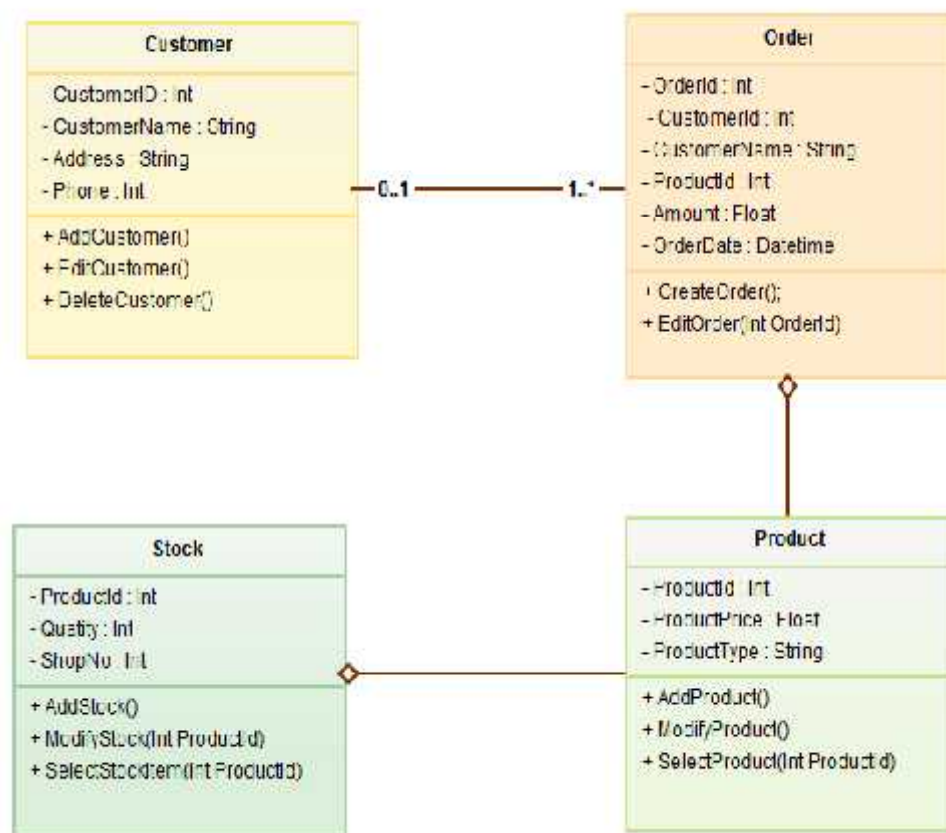 Customer
CustomerID : Int
- CustomerName : String
- Address : String
- Phone : Int
+ AddCustomer()
+ EditCustomer()
+ DeleteCustomer()
0..1
1..*
Order
- OrderId : Int
- CustomerId : Int
- CustomerName : String
- ProductId : Int
- Amount : Float
- OrderDate : Datetime
+ CreateOrder();
+ EditOrder(Int OrderId)
Stock
- ProductId : Int
- Quatity : Int
- ShopNo : Int
+ AddStock()
+ ModifyStock(Int ProductId)
+ SelectStockItem(Int ProductId)
Product
- ProductId : Int
- ProductPrice : Float
- ProductType : String
+ AddProduct()
+ ModifyProduct()
+ SelectProduct(Int ProductId)